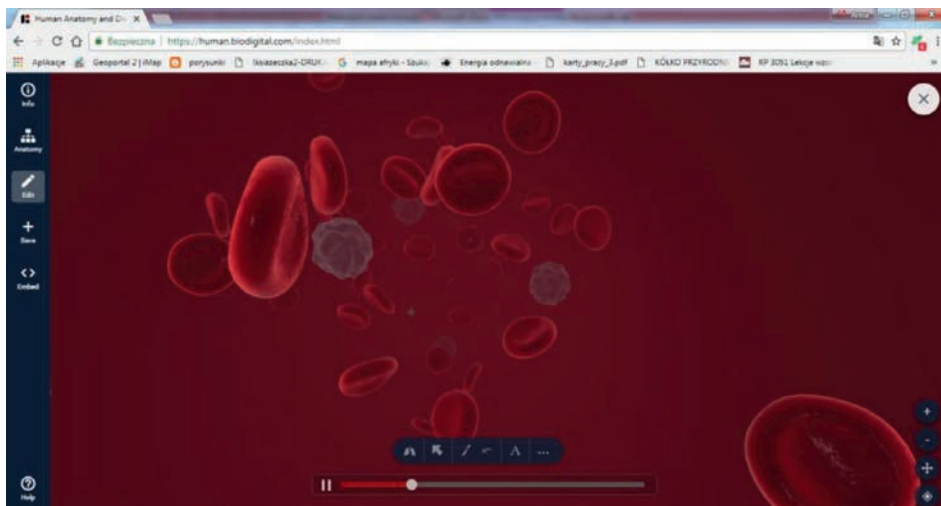 Human Anatomy and Di
Bezpieczna | https://human.biodigital.com/index.html
Aplikacje Geoportal 2 | iMap porysunki Ikksiazeczka2-DRUK. mapa afryki - Szukaj Energia odnawialna karty_pracy_3.pdf KÓŁKO PRZYRODNI KP 3051 Lekcje
Info
Anatomy
Edit
Save
Embed
A
Help